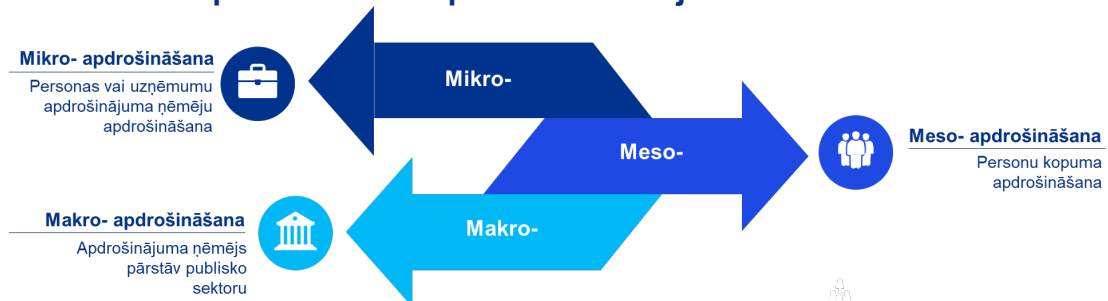 Mikro- apdrošināšana
Personas vai uzņēmumu
apdrošinājuma ņēmēju
apdrošināšana
Mikro-
Meso-
Meso- apdrošināšana
Personu kopuma
apdrošināšana
Makro- apdrošināšana
Apdrošinājuma ņēmējs
pārstāv publisko
sektoru
Makro-